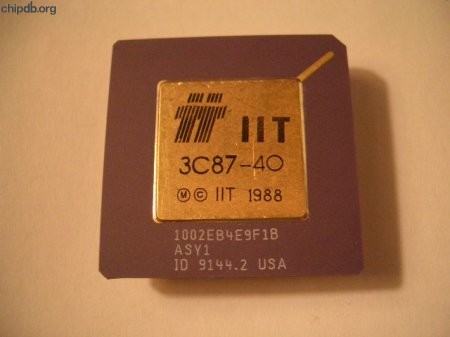 chipdb.org
IIT
3C87-40
Ⓜ © IIT 1988
1002EB4E9F1B
ASY1
ID 9144.2 USA